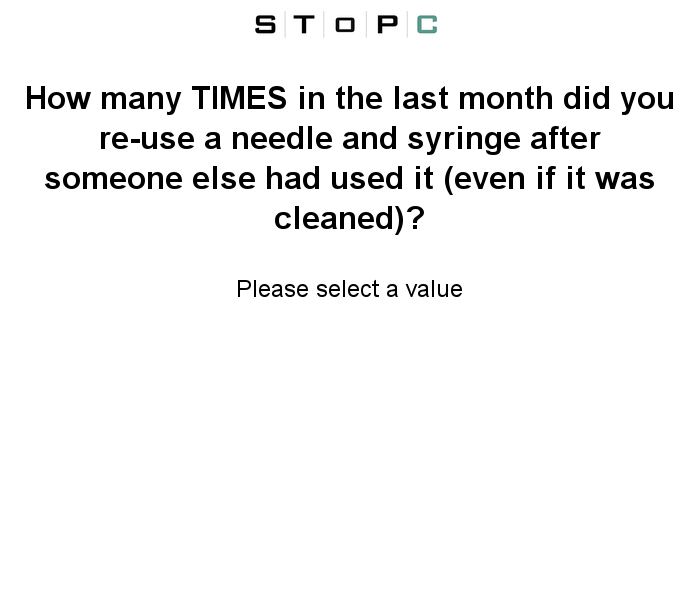 STOPC
How many TIMES in the last month did you
re-use a needle and syringe after
someone else had used it (even if it was
cleaned)?
Please select a value